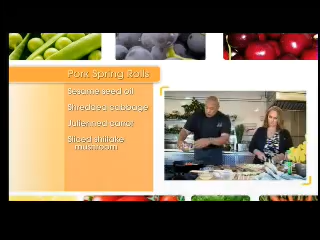 Pork Spring Rolls
Sesame seed oil
Shredded cabbage
Julienned carrot
Sliced shiitake
mushroom